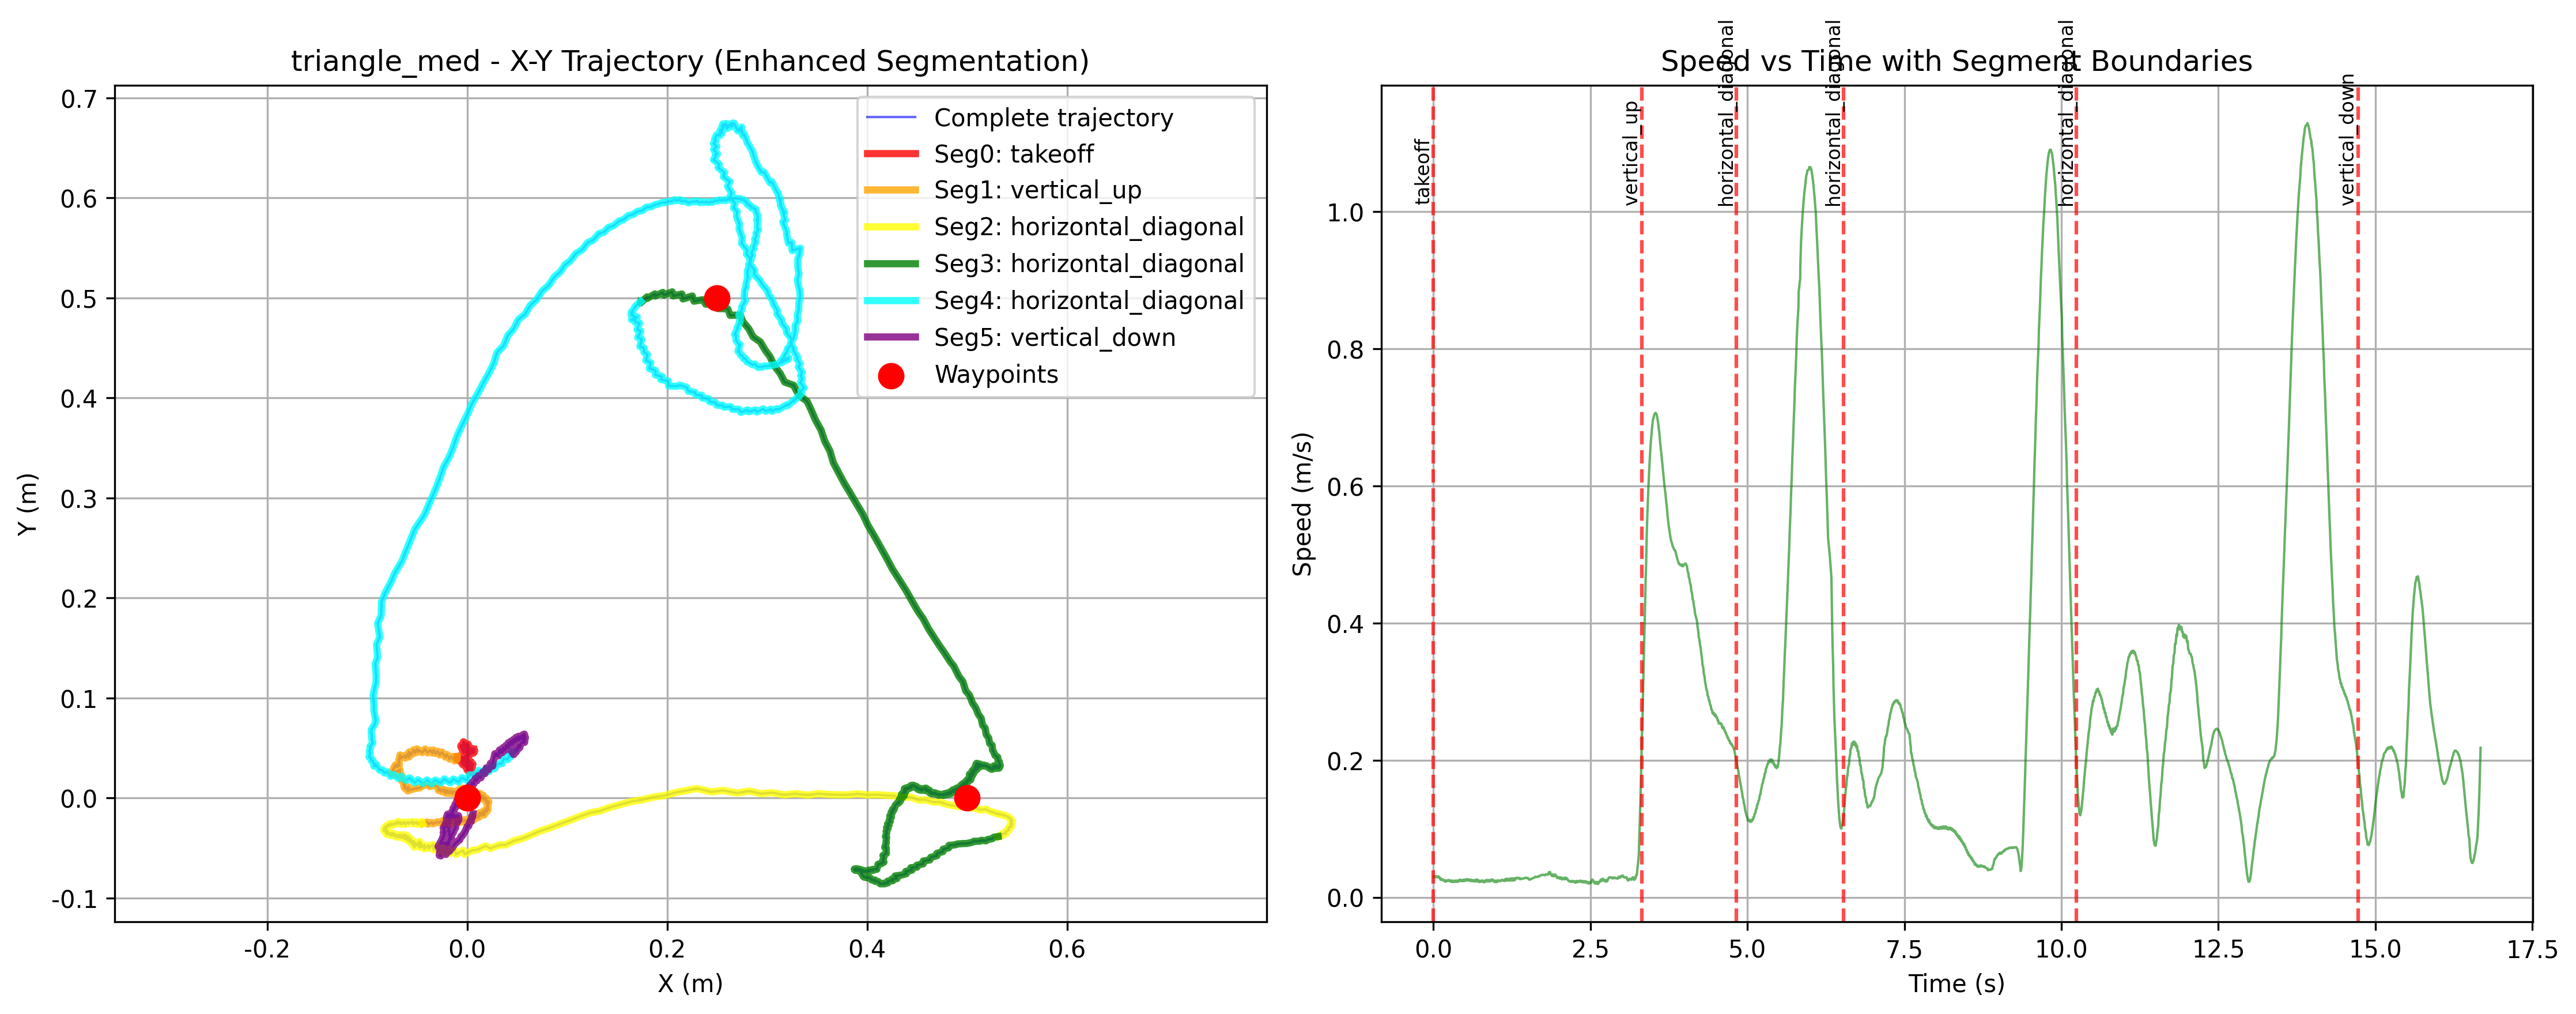 triangle_med - X-Y Trajectory (Enhanced Segmentation)
0.7
0.6
0.5
0.4
0.3
0.2
0.1
0.0
-0.1
Y (m)
-0.2
0.0
0.2
0.4
0.6
X (m)
Complete trajectory
Seg0: takeoff
Seg1: vertical_up
Seg2: horizontal_diagonal
Seg3: horizontal_diagonal
Seg4: horizontal_diagonal
Seg5: vertical_down
Waypoints
Speed vs Time with Segment Boundaries
takeoff
vertical_up
horizontal_diagonal
horizontal_diagonal
horizontal_diagonal
vertical_down
1.0
0.8
0.6
0.4
0.2
0.0
Speed (m/s)
0.0
2.5
5.0
7.5
10.0
12.5
15.0
17.5
Time (s)